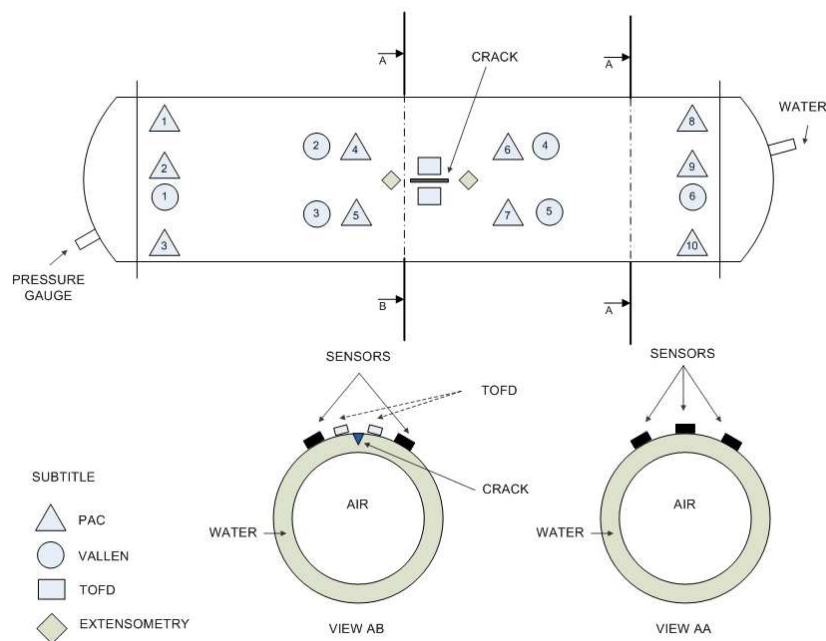 A
A
CRACK
WATER
1
8
2
4
6
4
2
9
1
6
3
5
7
5
3
10
PRESSURE
GAUGE
B
A
SENSORS
SENSORS
TOFD
CRACK
AIR
AIR
WATER
WATER
SUBTITLE
PAC
VALLEN
TOFD
EXTENSOMETRY
VIEW AB
VIEW AA